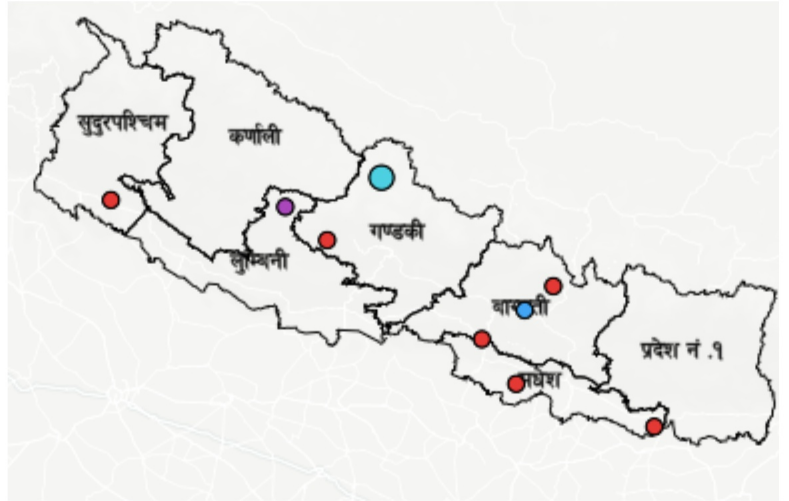 सुदुरपश्चिम
कर्णाली
गण्डकी
लुम्बिनी
प्रदेश नं .१
मधेश